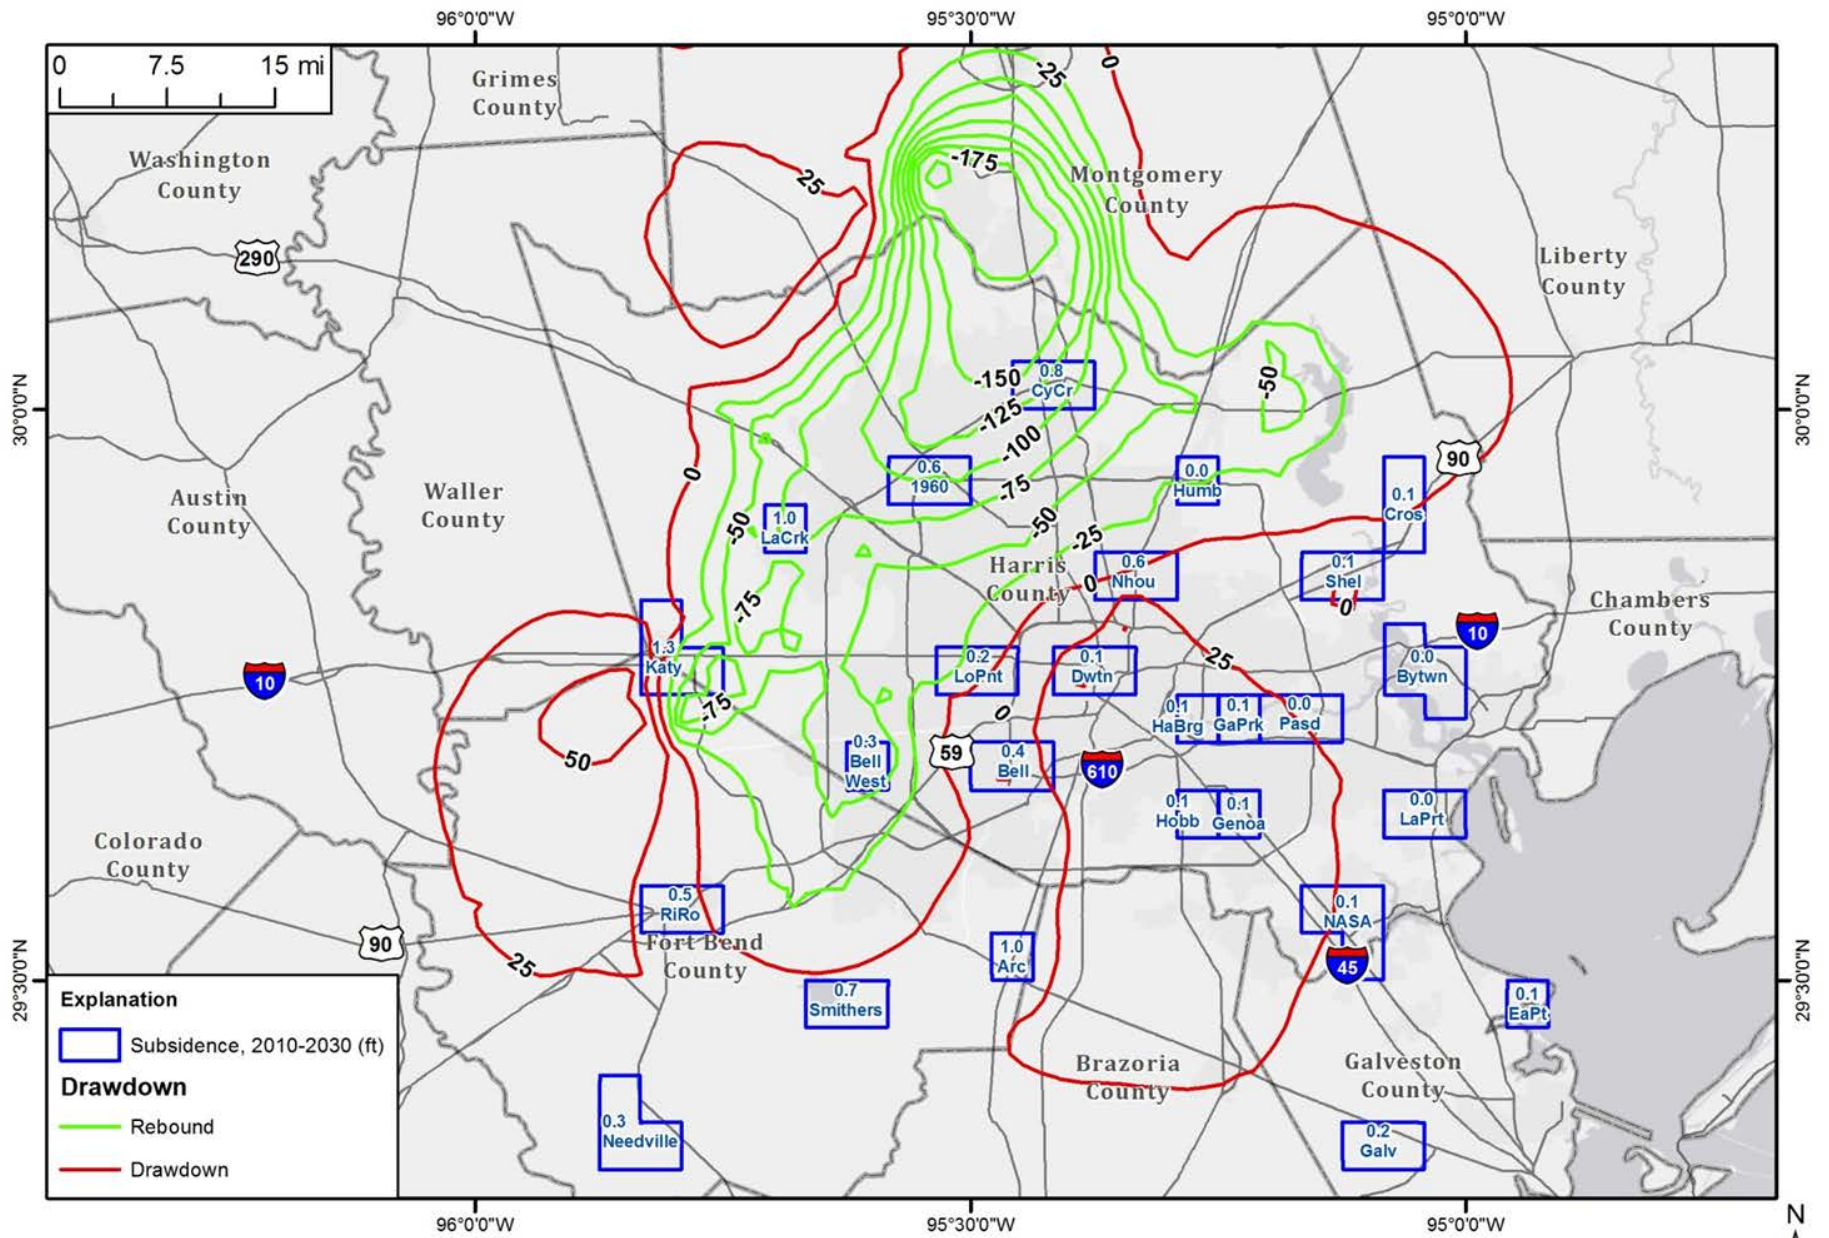 96°0'0"W
95°30'0"W
95°0'0"W
0 7.5 15 mi
Grimes
County
-25
0
Washington
County
-175
25
Montgomery
County
290
Liberty
County
30°0'0"N
-150
0.8
CyCr
-50
30°0'0"N
-125
-100
90
0
0.6
1960
0.0
Humb
Austin
County
Waller
County
-75
0.1
Cros
-50
1.0
LaCrk
-50
-25
Harris
County
0
0.6
Nhou
0.1
Shel
0
Chambers
County
-75
10
1.3
Katy
0.2
LoPnt
0.1
Dwtn
25
0.0
Bytwn
10
-75
0
0.1
HaBrg
0.1
GaPrk
0.0
Pasd
50
0.3
Bell
West
59
0.4
Bell
610
0.1
Hobb
0.1
Genoa
0.0
LaPrt
Colorado
County
0.5
RiRo
0.1
NASA
90
Fort Bend
County
25
1.0
Arc
45
29°30'0"N
0.7
Smithers
0.1
EaPt
29°30'0"N
Explanation
Subsidence, 2010-2030 (ft)
Drawdown
Rebound
Drawdown
Brazoria
County
Galveston
County
0.3
Needville
0.2
Galv
96°0'0"W
95°30'0"W
95°0'0"W
N